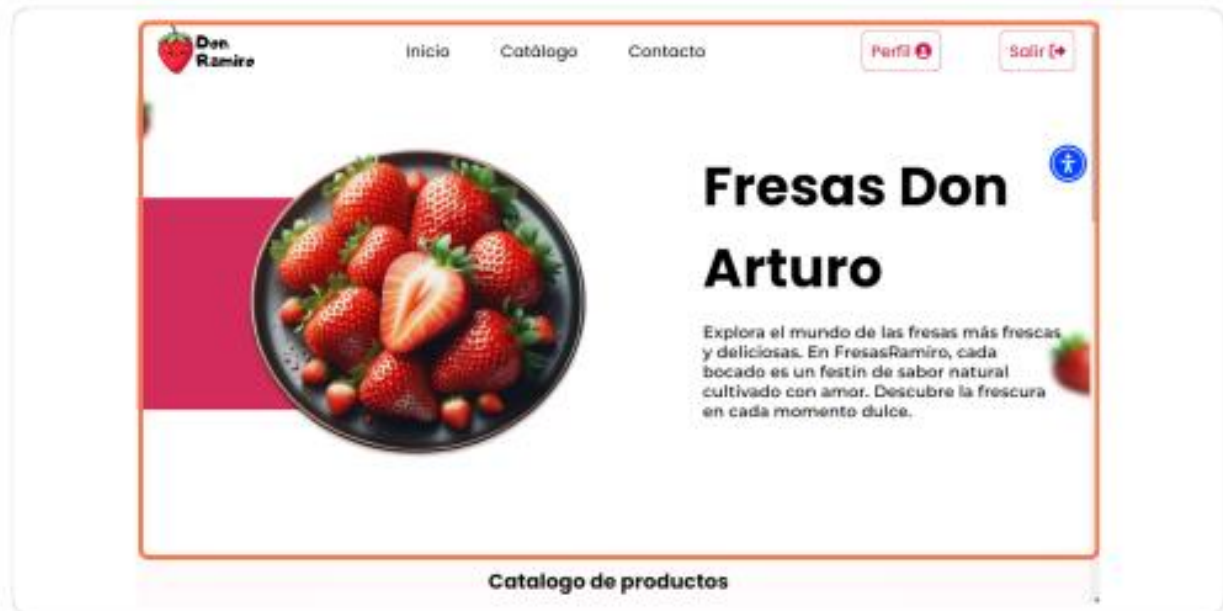 Don
Ramiro
Inicio
Catálogo
Contacto
Perfil
Salir
Fresas Don
Arturo
Explora el mundo de las fresas más frescas
y deliciosas. En FresasRamiro, cada
bocado es un festín de sabor natural
cultivado con amor. Descubre la frescura
en cada momento dulce.
Catalogo de productos